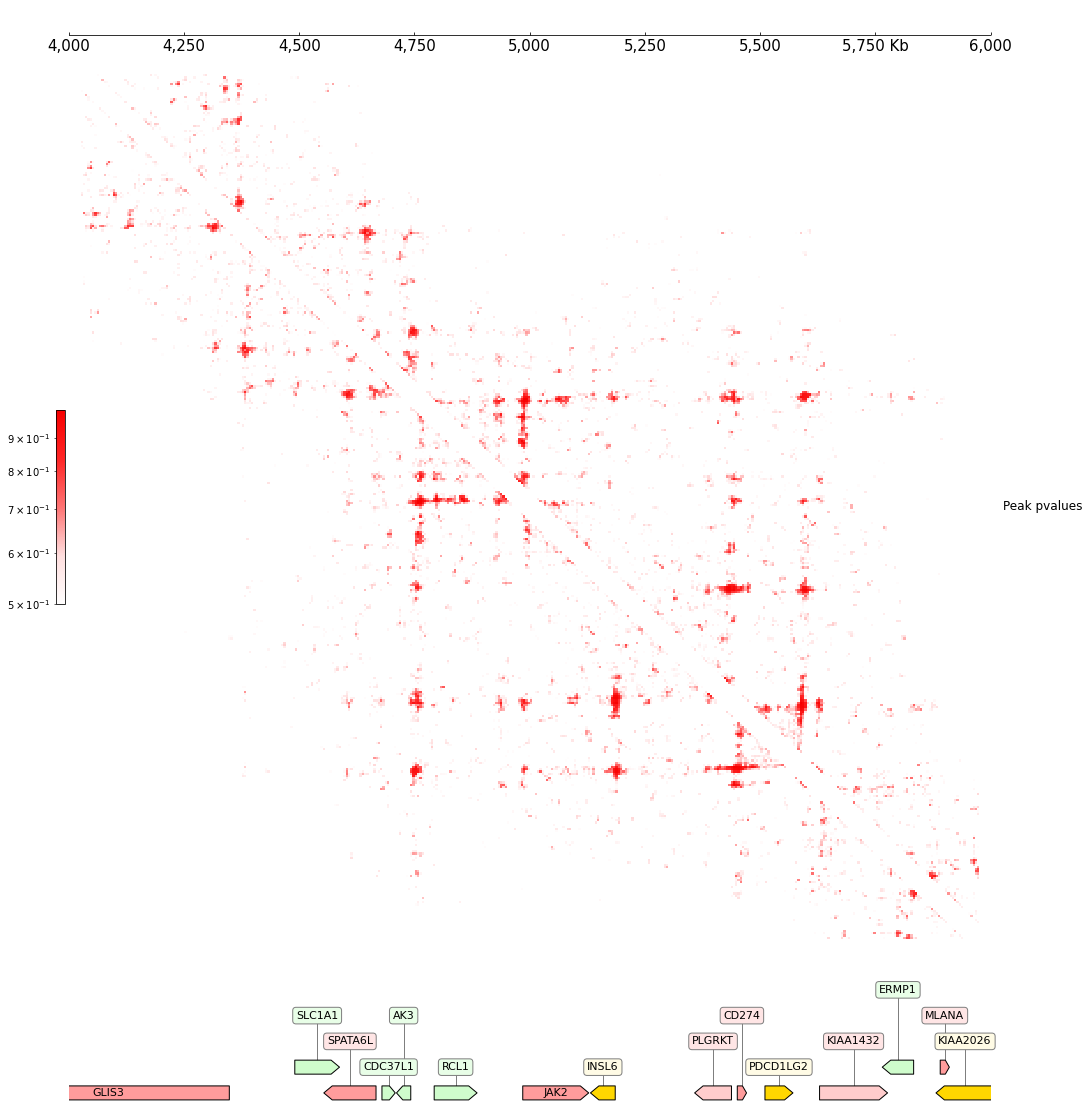 4,000 4,250 4,500 4,750 5,000 5,250 5,500 5,750 Kb 6,000
9 × 10⁻¹
8 × 10⁻¹
7 × 10⁻¹
Peak pvalues
6 × 10⁻¹
5 × 10⁻¹
ERMP1
SLC1A1 AK3 CD274 MLANA
SPATA6L PLGRKT KIAA1432 KIAA2026
CDC37L1 RCL1 INSL6 PDCD1LG2
GLIS3 JAK2